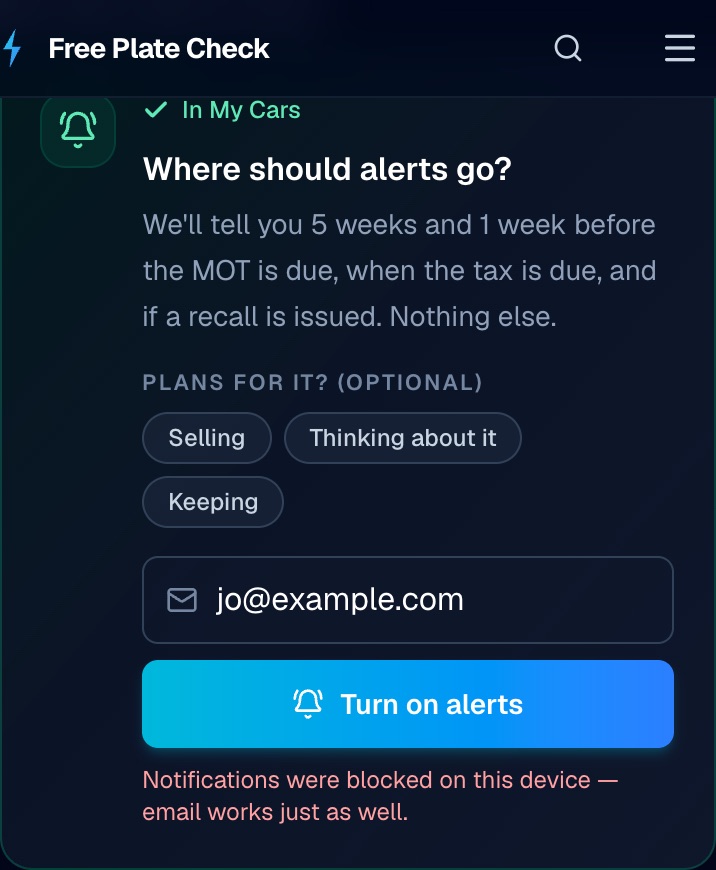 Free Plate Check
In My Cars
Where should alerts go?
We'll tell you 5 weeks and 1 week before
the MOT is due, when the tax is due, and
if a recall is issued. Nothing else.
PLANS FOR IT? (OPTIONAL)
Selling
Thinking about it
Keeping
jo@example.com
Turn on alerts
Notifications were blocked on this device —
email works just as well.